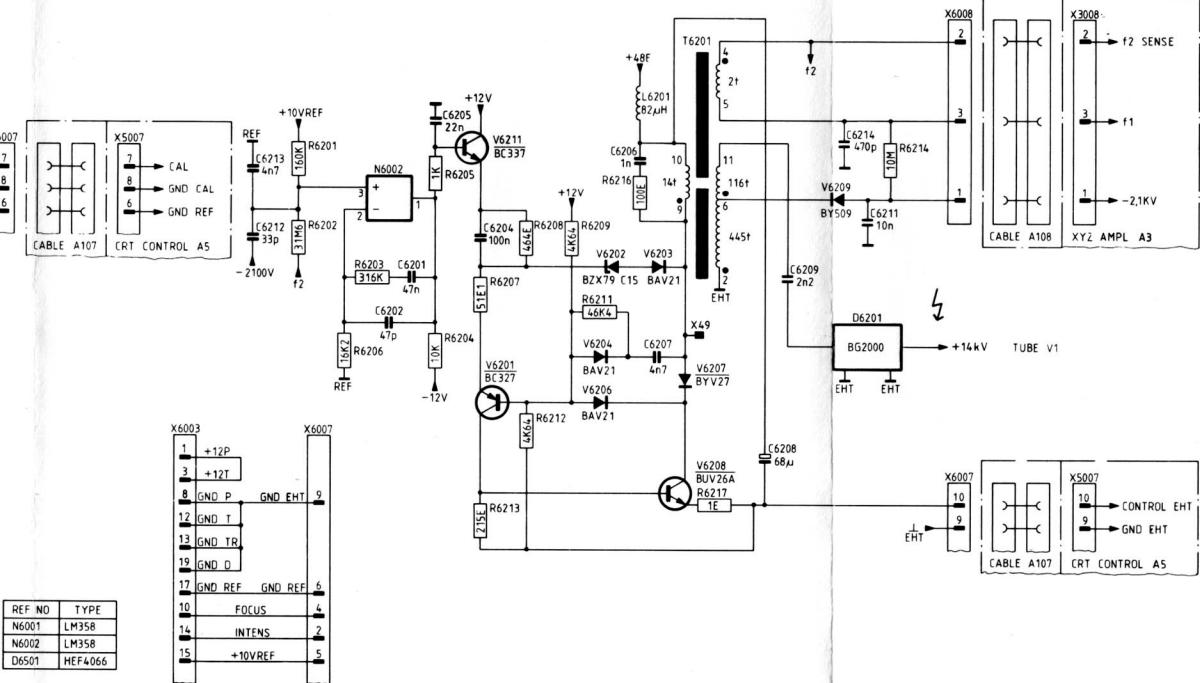 X6008
X3008
2
2
f2 SENSE
3
3
f1
1
1
-2,1KV
CABLE A108
XYZ AMPL A3
T6201
4
2t
5
f2
+48F
L6201
82µH
C6206
1n
R6216
100E
10
14t
9
11
116t
6
445t
2
EHT
C6214
470p
R6214
10M
V6209
BY509
C6211
10n
C6209
2n2
D6201
BG2000
+14kV
TUBE V1
EHT
EHT
6007
7
8
6
X5007
7
CAL
8
GND CAL
6
GND REF
CABLE A107
CRT CONTROL A5
REF
C6213
4n7
C6212
33p
-2100V
+10VREF
R6201
160K
R6202
31M6
f2
N6002
3
+
2
-
1
R6203
316K
C6201
47n
C6202
47p
16K2
R6206
REF
10K
R6204
-12V
C6205
22n
1K
R6205
+12V
V6211
BC337
C6204
100n
R6208
464E
+12V
R6209
4K64
51E1
R6207
V6202
BZX79 C15
V6203
BAV21
R6211
46K4
V6204
BAV21
C6207
4n7
X49
V6207
BYV27
V6201
BC327
V6206
BAV21
R6212
4K64
215E
R6213
V6208
BUV26A
R6217
1E
C6208
68µ
X6007
X5007
10
10
CONTROL EHT
9
9
GND EHT
EHT
CABLE A107
CRT CONTROL A5
X6003
X6007
1
+12P
3
+12T
8
GND P
GND EHT
9
12
GND T
13
GND TR
19
GND D
17
GND REF
GND REF
6
10
FOCUS
4
14
INTENS
2
15
+10VREF
5
REF NO TYPE
N6001 LM358
N6002 LM358
D6501 HEF4066